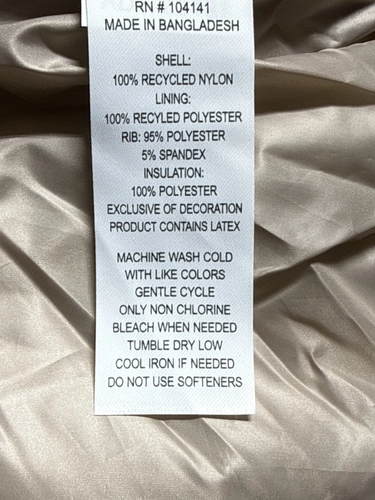 RN # 104141
MADE IN BANGLADESH
SHELL:
100% RECYCLED NYLON
LINING:
100% RECYLED POLYESTER
RIB: 95% POLYESTER
5% SPANDEX
INSULATION:
100% POLYESTER
EXCLUSIVE OF DECORATION
PRODUCT CONTAINS LATEX
MACHINE WASH COLD
WITH LIKE COLORS
GENTLE CYCLE
ONLY NON CHLORINE
BLEACH WHEN NEEDED
TUMBLE DRY LOW
COOL IRON IF NEEDED
DO NOT USE SOFTENERS